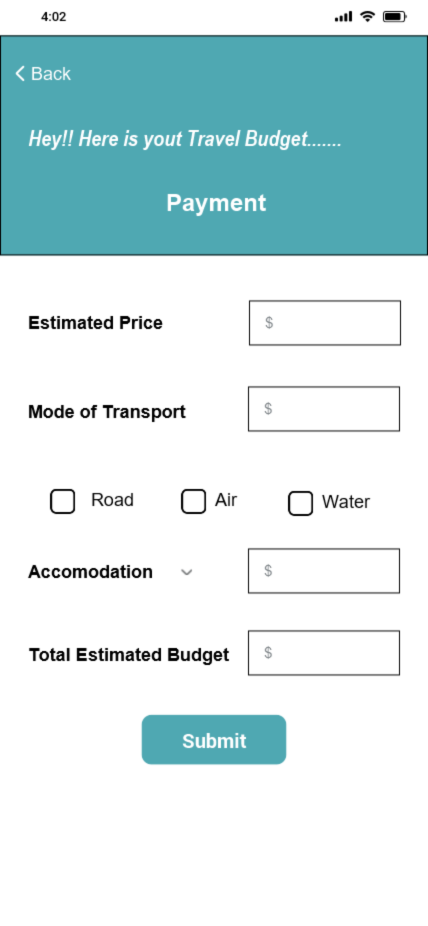 4:02
Back
Hey!! Here is yout Travel Budget.......
Payment
Estimated Price $
Mode of Transport $
Road Air Water
Accomodation $
Total Estimated Budget $
Submit